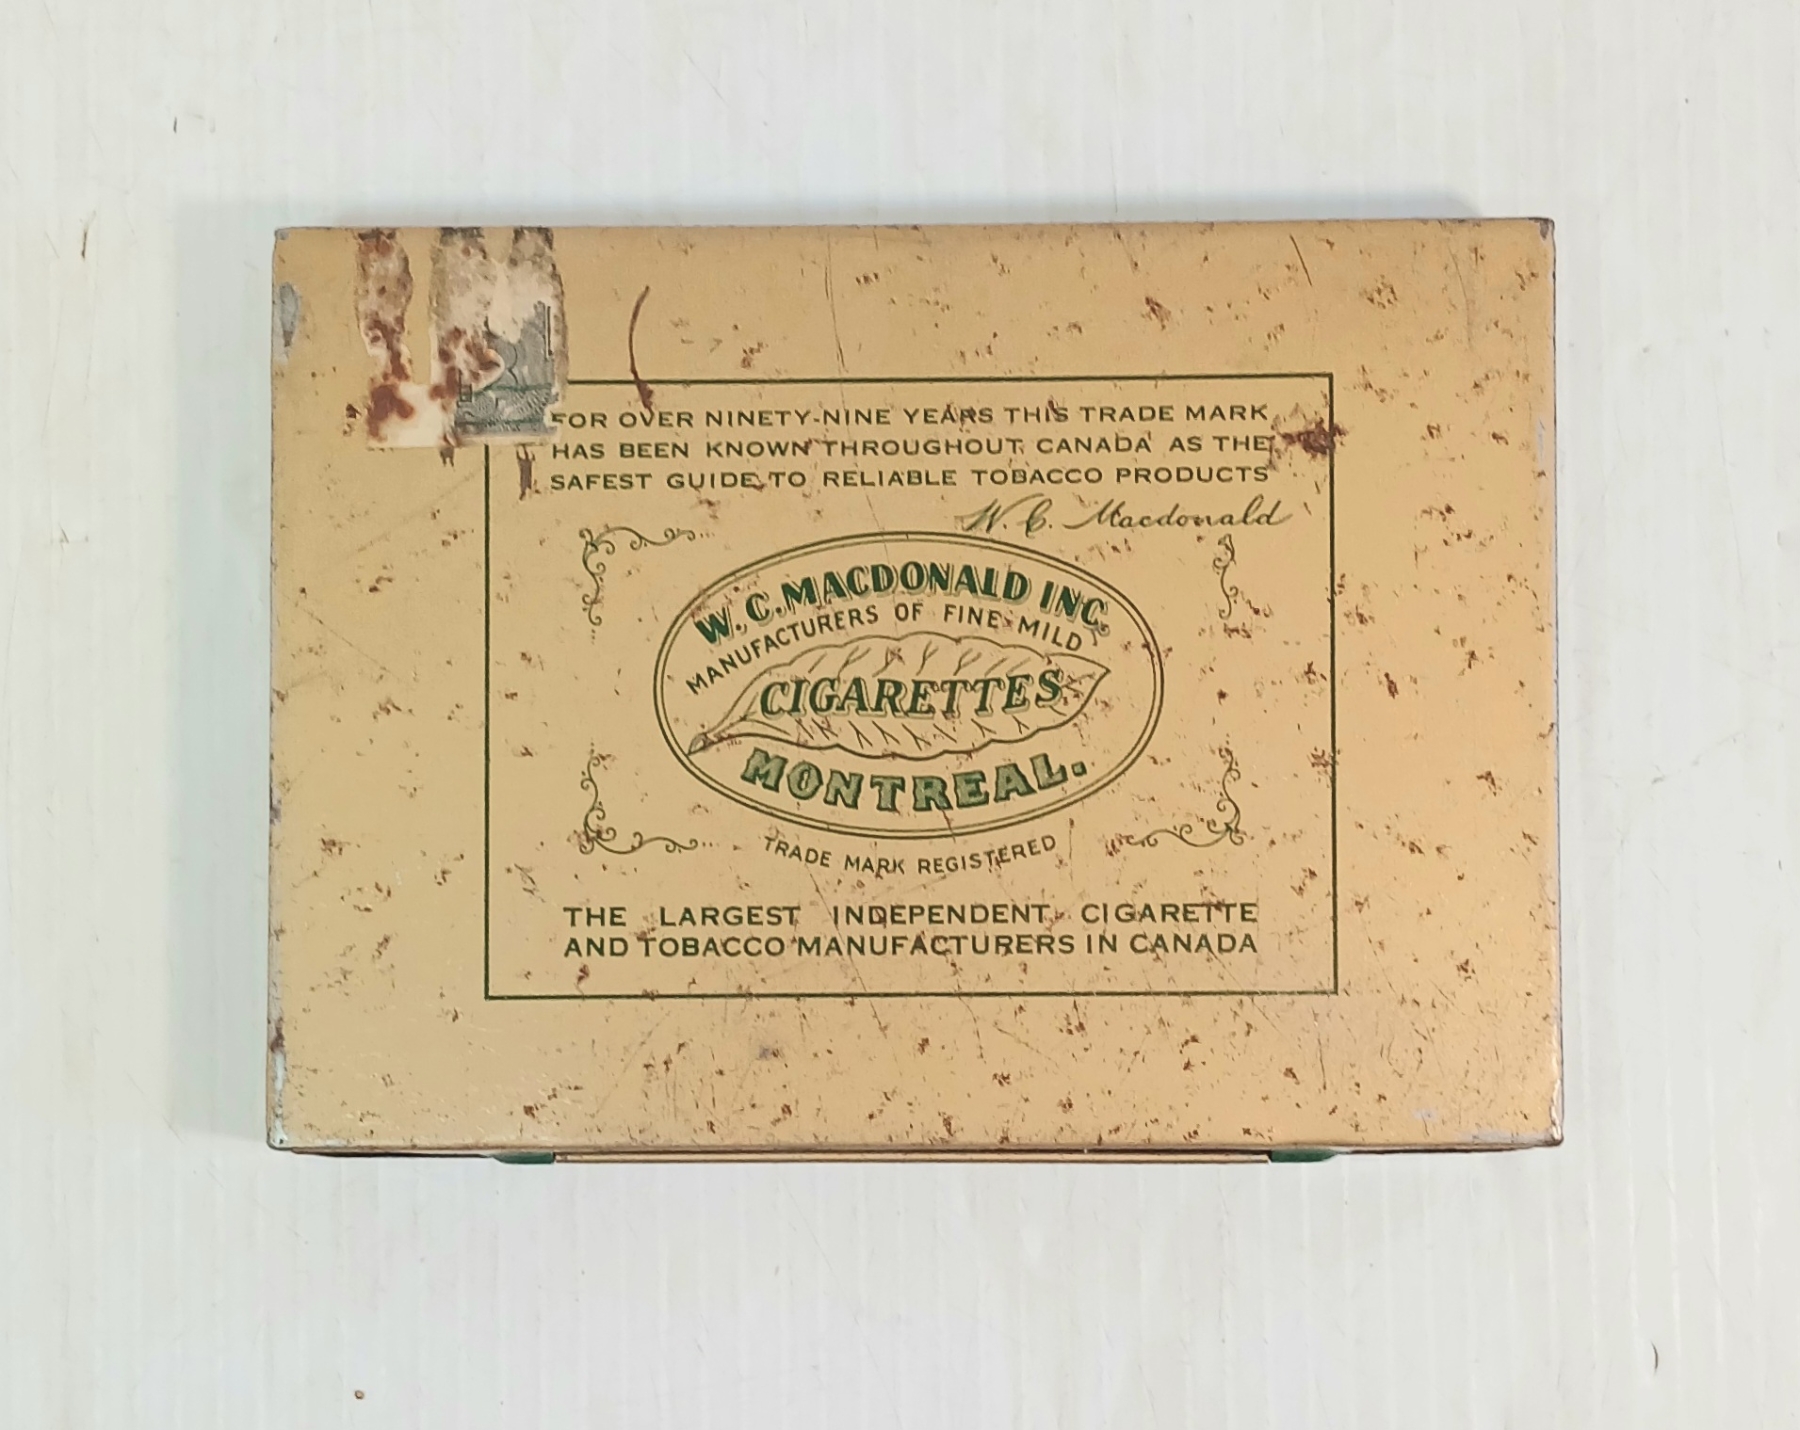 FOR OVER NINETY-NINE YEARS THIS TRADE MARK
HAS BEEN KNOWN THROUGHOUT CANADA AS THE
SAFEST GUIDE TO RELIABLE TOBACCO PRODUCTS
W. C. Macdonald
W. C. MACDONALD INC.
MANUFACTURERS OF FINE MILD
CIGARETTES
MONTREAL.
TRADE MARK REGISTERED
THE LARGEST INDEPENDENT CIGARETTE
AND TOBACCO MANUFACTURERS IN CANADA